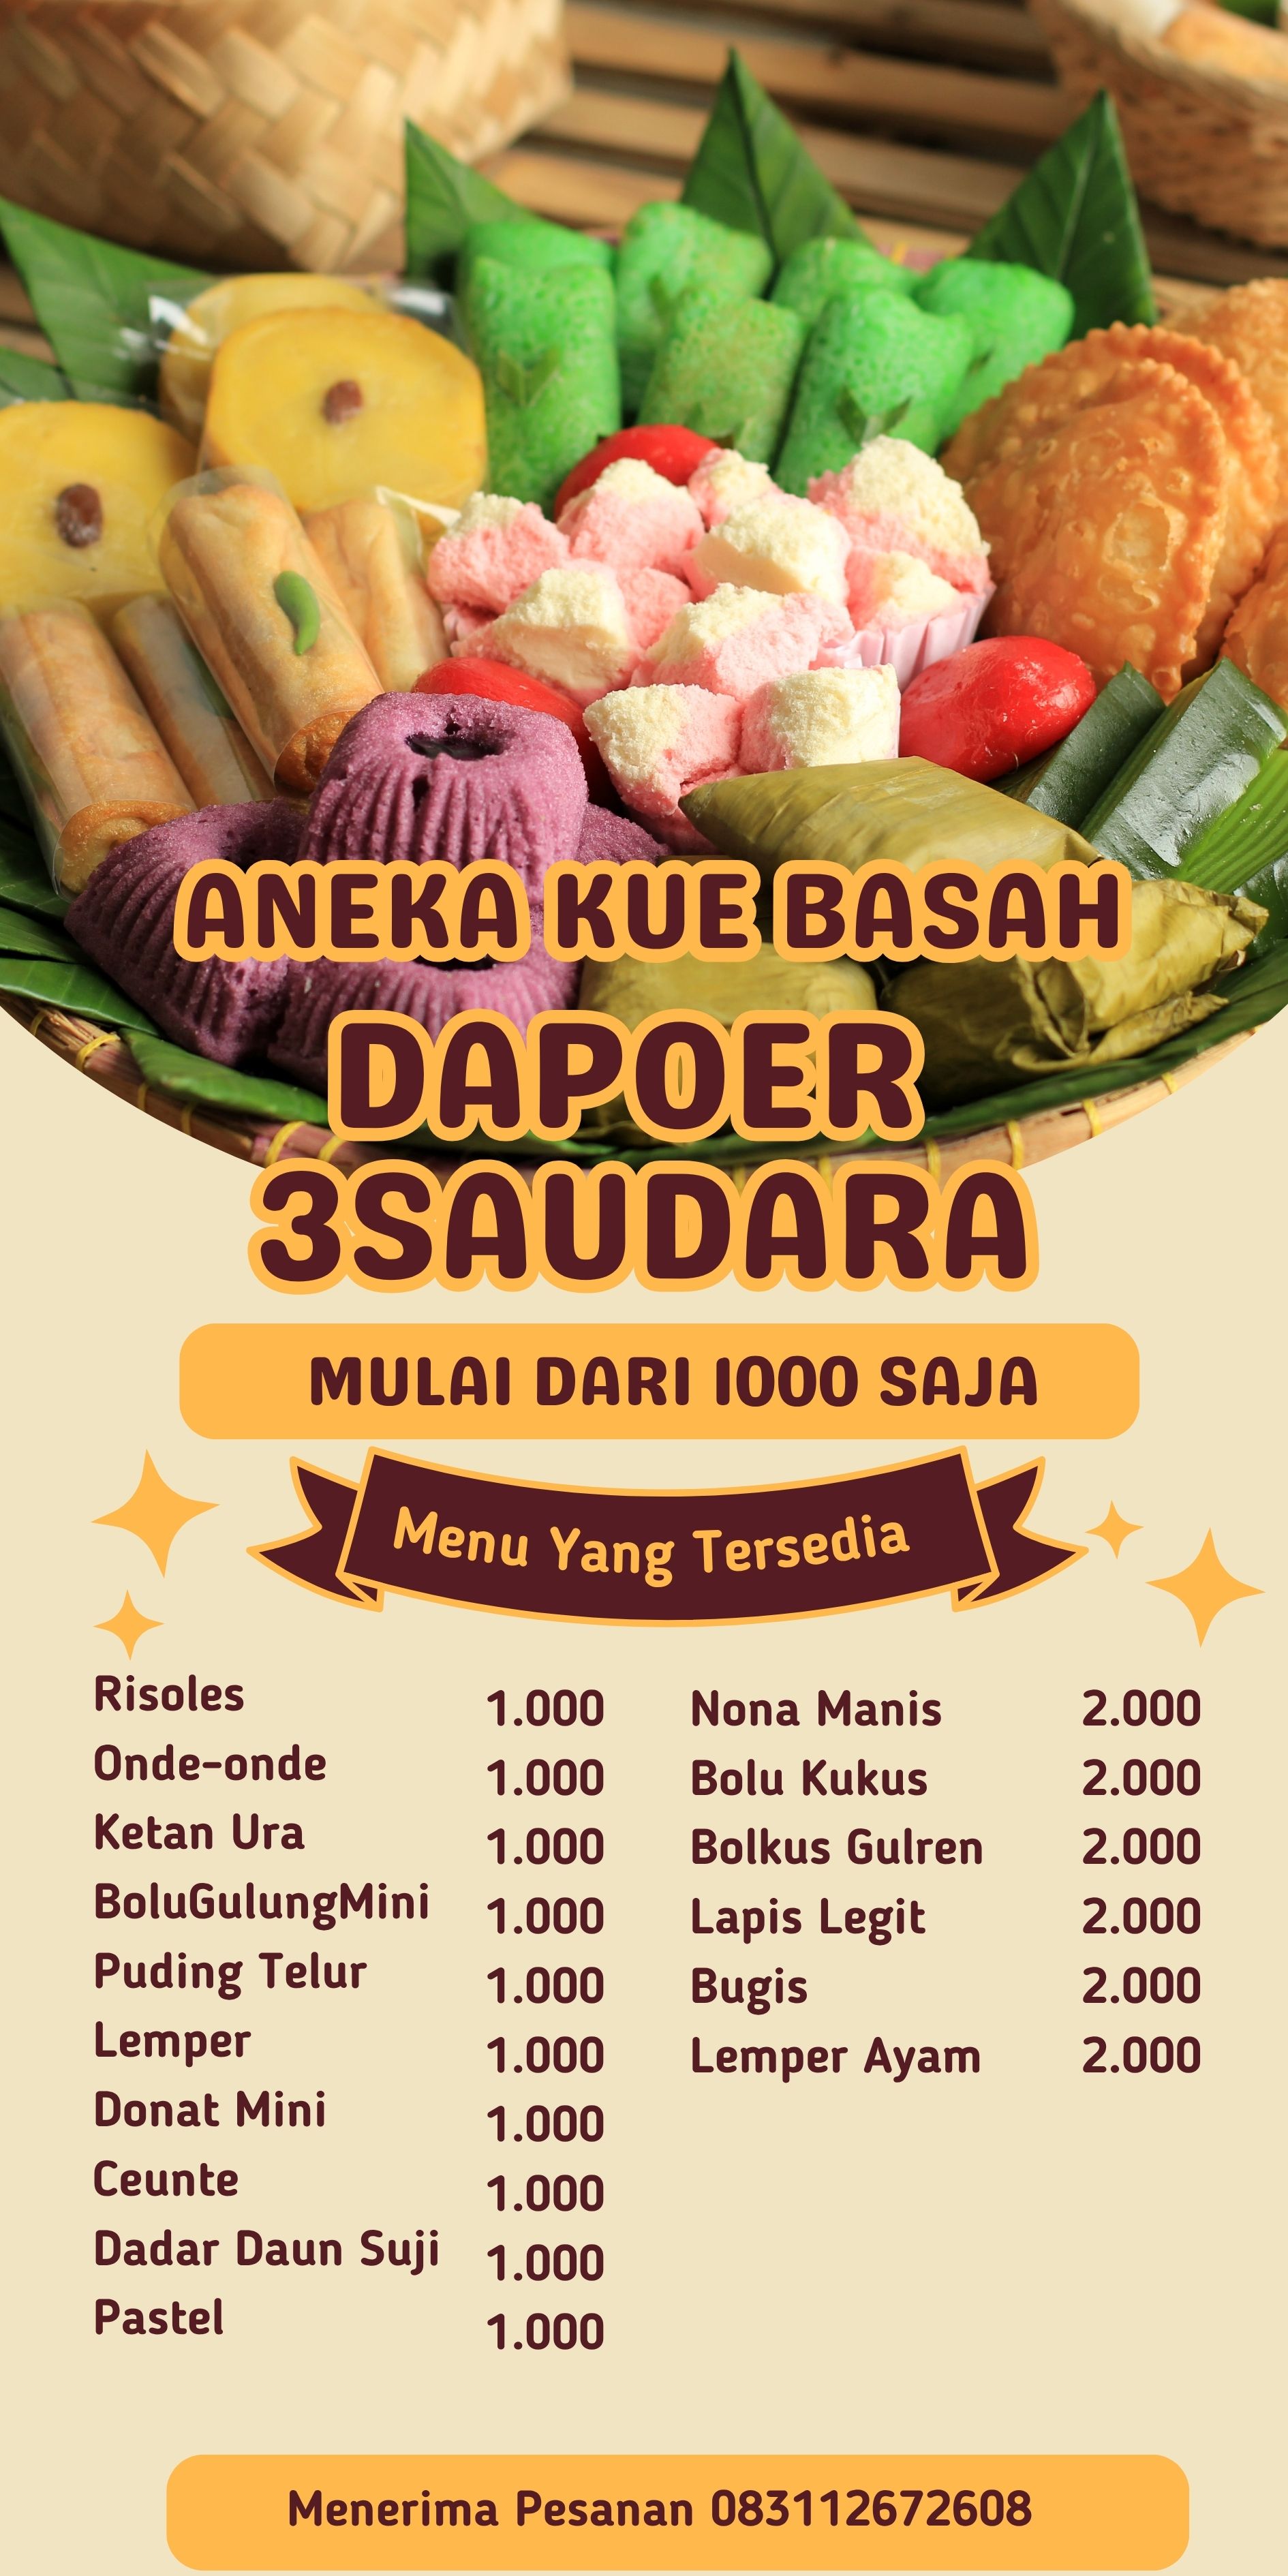 ANEKA KUE BASAH
DAPOER
3SAUDARA
MULAI DARI 1000 SAJA
Menu Yang Tersedia
Risoles 1.000
Onde-onde 1.000
Ketan Ura 1.000
BoluGulungMini 1.000
Puding Telur 1.000
Lemper 1.000
Donat Mini 1.000
Ceunte 1.000
Dadar Daun Suji 1.000
Pastel 1.000
Nona Manis 2.000
Bolu Kukus 2.000
Bolkus Gulren 2.000
Lapis Legit 2.000
Bugis 2.000
Lemper Ayam 2.000
Menerima Pesanan 083112672608